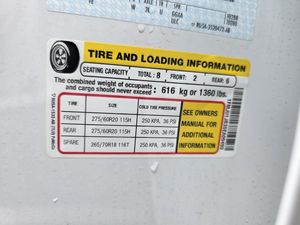 TIRE AND LOADING INFORMATION
SEATING CAPACITY TOTAL: 8 FRONT: 2 REAR: 6
The combined weight of occupants and cargo should never exceed: 616 kg or 1360 lbs.
TIRE SIZE COLD TIRE PRESSURE
FRONT 275/60R20 115H 250 KPA, 36 PSI
REAR 275/60R20 115H 250 KPA, 36 PSI
SPARE 265/70R18 116T 250 KPA, 36 PSI
SEE OWNERS
MANUAL FOR
ADDITIONAL
INFORMATION